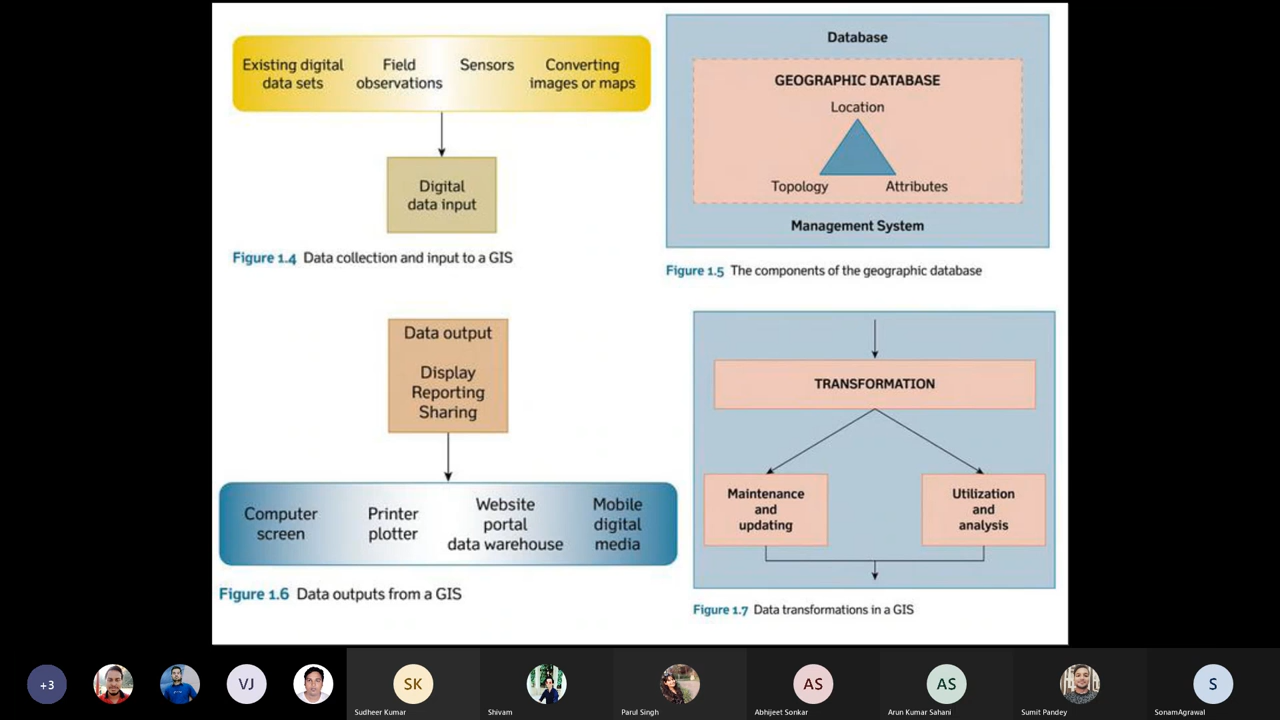 Existing digital
data sets
Field
observations
Sensors
Converting
images or maps
Digital
data input
Figure 1.4 Data collection and input to a GIS
Database
GEOGRAPHIC DATABASE
Location
Topology
Attributes
Management System
Figure 1.5 The components of the geographic database
Data output
Display
Reporting
Sharing
Computer
screen
Printer
plotter
Website
portal
data warehouse
Mobile
digital
media
Figure 1.6 Data outputs from a GIS
TRANSFORMATION
Maintenance
and
updating
Utilization
and
analysis
Figure 1.7 Data transformations in a GIS
+3
VJ
SK
Sudheer Kumar
Shivam
Parul Singh
AS
Abhijeet Sonkar
AS
Arun Kumar Sahani
Sumit Pandey
S
SonamAgrawal